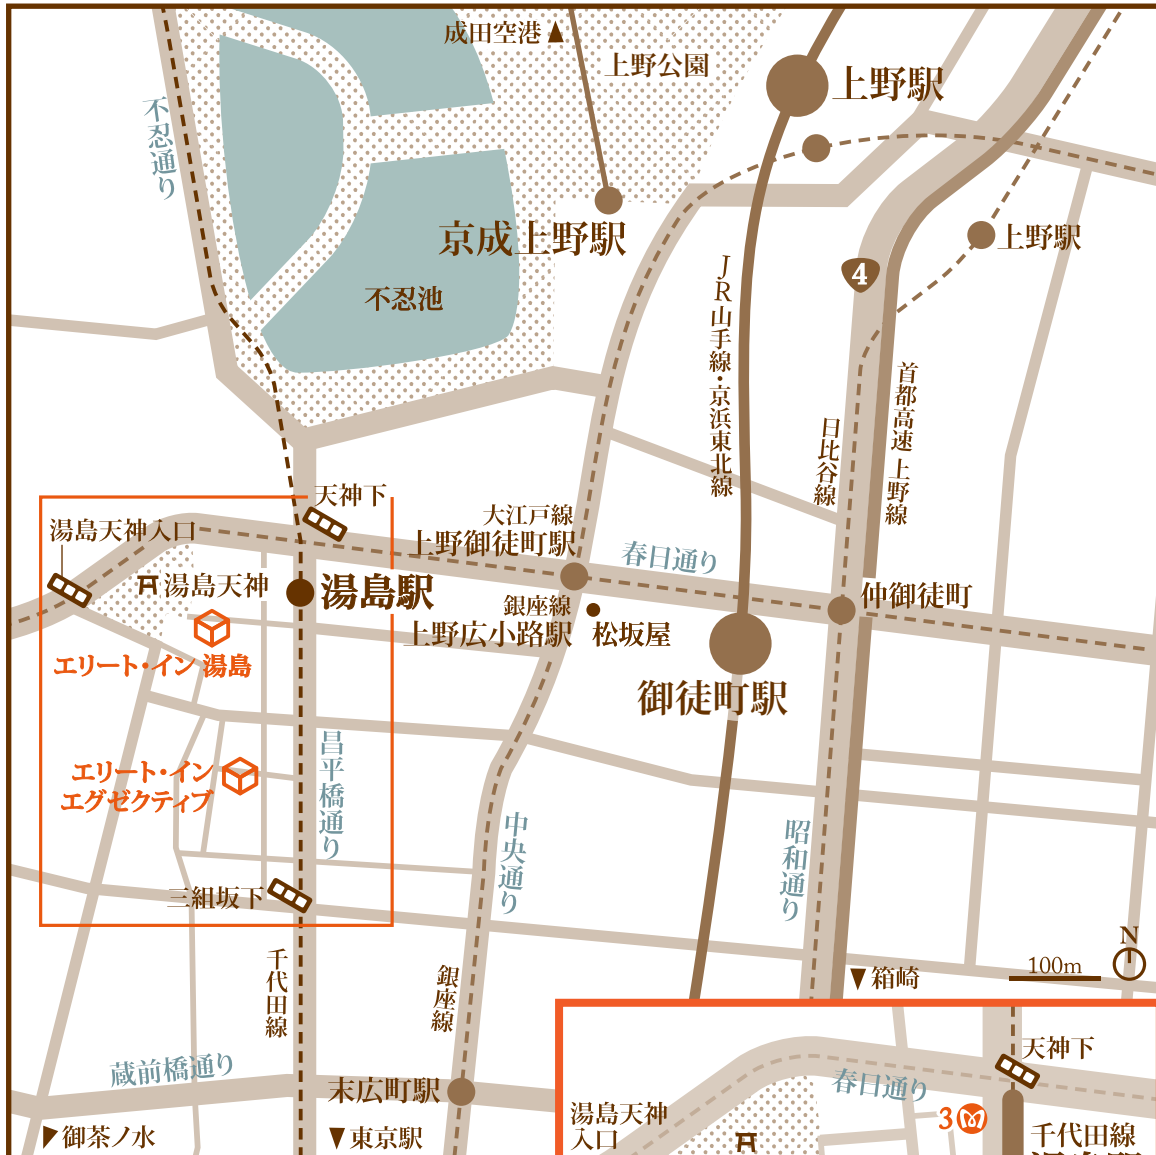 成田空港
上野公園
上野駅
不忍通り
京成上野駅
上野駅
4
JR山手線・京浜東北線
不忍池
首都高速 上野線
日比谷線
天神下
湯島天神入口
大江戸線
上野御徒町駅
春日通り
湯島天神
湯島駅
仲御徒町
銀座線
上野広小路駅
松坂屋
エリート・イン 湯島
御徒町駅
昌平橋通り
エリート・イン
エグゼクティブ
中央通り
昭和通り
三組坂下
N
千代田線
銀座線
箱崎
100m
蔵前橋通り
末広町駅
天神下
春日通り
湯島天神
入口
3
千代田線
御茶ノ水
東京駅